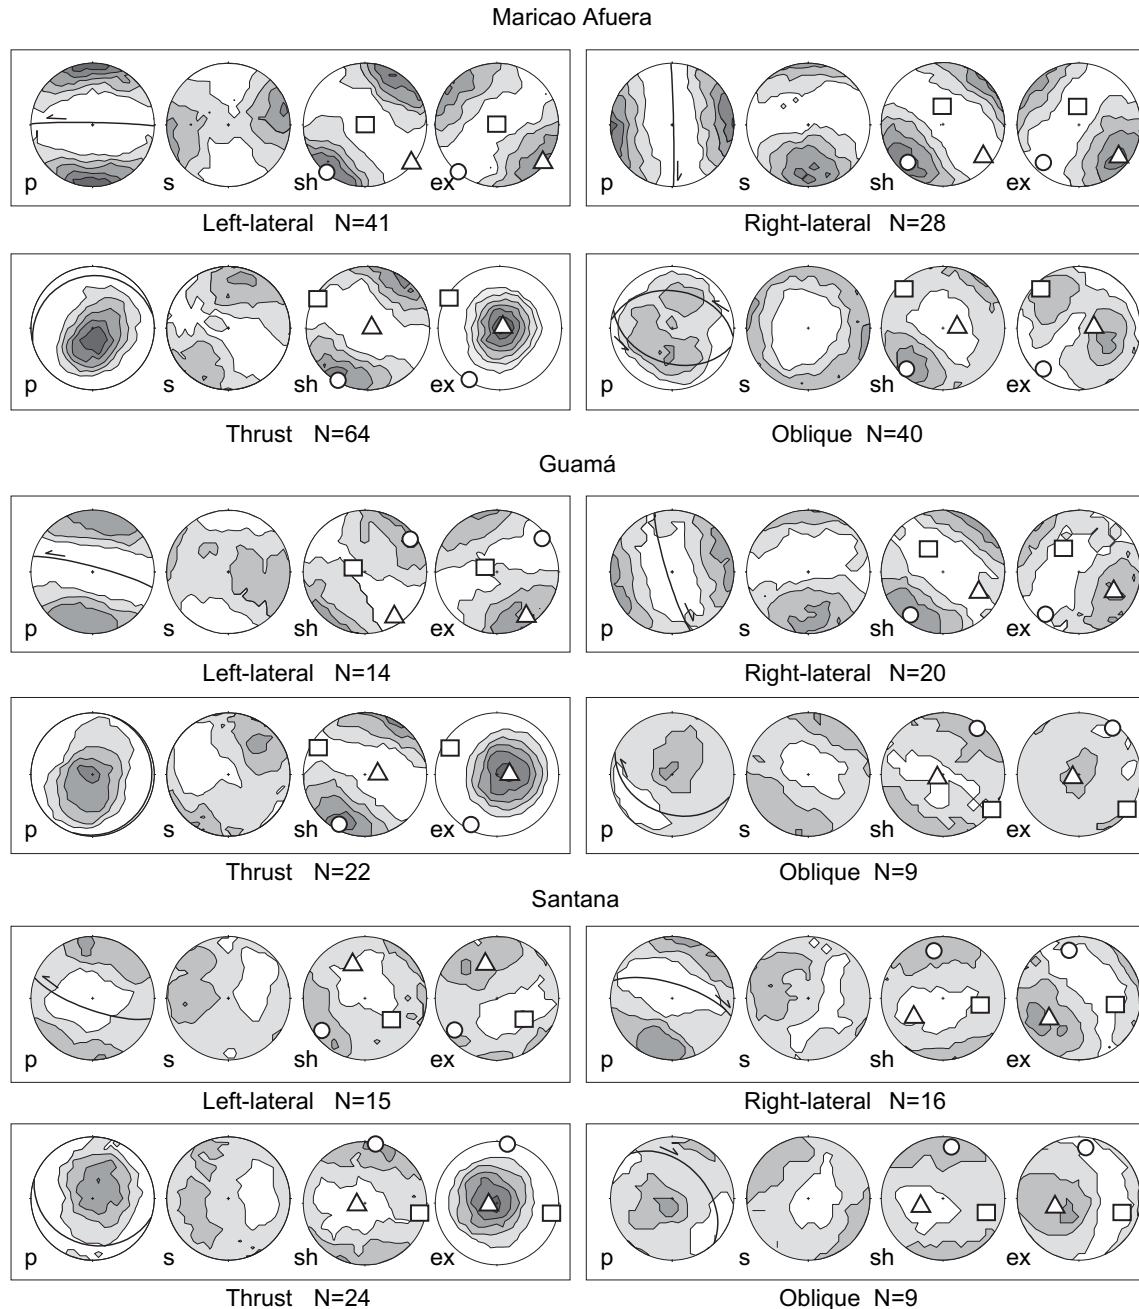 Maricao Afuera
p s sh ex p s sh ex
Left-lateral N=41 Right-lateral N=28
p s sh ex p s sh ex
Thrust N=64 Oblique N=40
Guamá
p s sh ex p s sh ex
Left-lateral N=14 Right-lateral N=20
p s sh ex p s sh ex
Thrust N=22 Oblique N=9
Santana
p s sh ex p s sh ex
Left-lateral N=15 Right-lateral N=16
p s sh ex p s sh ex
Thrust N=24 Oblique N=9